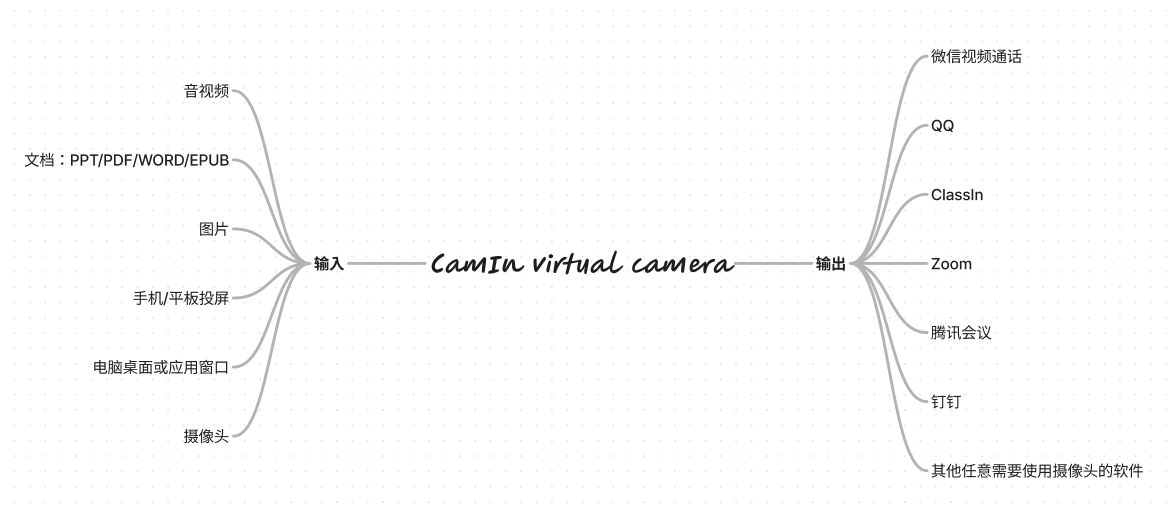 音视频
文档：PPT/PDF/WORD/EPUB
图片
手机/平板投屏
电脑桌面或应用窗口
摄像头
输入
CamIn virtual camera
输出
微信视频通话
QQ
ClassIn
Zoom
腾讯会议
钉钉
其他任意需要使用摄像头的软件